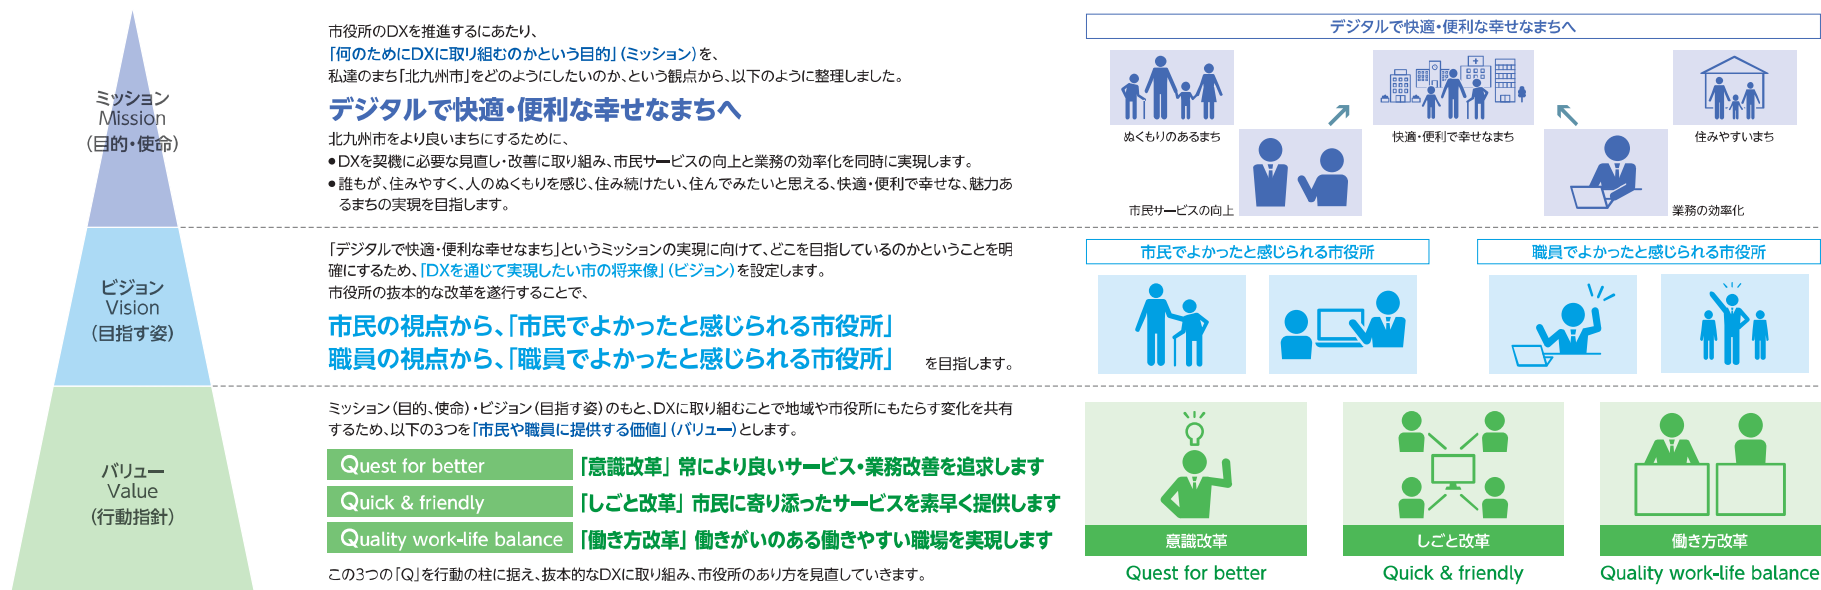 ミッション
Mission
（目的・使命）
市役所のDXを推進するにあたり、
「何のためにDXに取り組むのかという目的」（ミッション）を、
私達のまち「北九州市」をどのようにしたいのか、という観点から、以下のように整理しました。
デジタルで快適・便利な幸せなまちへ
北九州市をより良いまちにするために、
●DXを契機に必要な見直し・改善に取り組み、市民サービスの向上と業務の効率化を同時に実現します。
●誰もが、住みやすく、人のぬくもりを感じ、住み続けたい、住んでみたいと思える、快適・便利で幸せな、魅力あ
るまちの実現を目指します。
デジタルで快適・便利な幸せなまちへ
ぬくもりのあるまち
快適・便利で幸せなまち
住みやすいまち
市民サービスの向上
業務の効率化
ビジョン
Vision
（目指す姿）
「デジタルで快適・便利な幸せなまち」というミッションの実現に向けて、どこを目指しているのかということを明
確にするため、「DXを通じて実現したい市の将来像」（ビジョン）を設定します。
市役所の抜本的な改革を遂行することで、
市民の視点から、「市民でよかったと感じられる市役所」
職員の視点から、「職員でよかったと感じられる市役所」 を目指します。
市民でよかったと感じられる市役所
職員でよかったと感じられる市役所
バリュー
Value
（行動指針）
ミッション（目的、使命）・ビジョン（目指す姿）のもと、DXに取り組むことで地域や市役所にもたらす変化を共有
するため、以下の3つを「市民や職員に提供する価値」（バリュー）とします。
Quest for better 「意識改革」 常により良いサービス・業務改善を追求します
Quick & friendly 「しごと改革」 市民に寄り添ったサービスを素早く提供します
Quality work-life balance 「働き方改革」 働きがいのある働きやすい職場を実現します
この3つの「Q」を行動の柱に据え、抜本的なDXに取り組み、市役所のあり方を見直していきます。
意識改革
Quest for better
しごと改革
Quick & friendly
働き方改革
Quality work-life balance